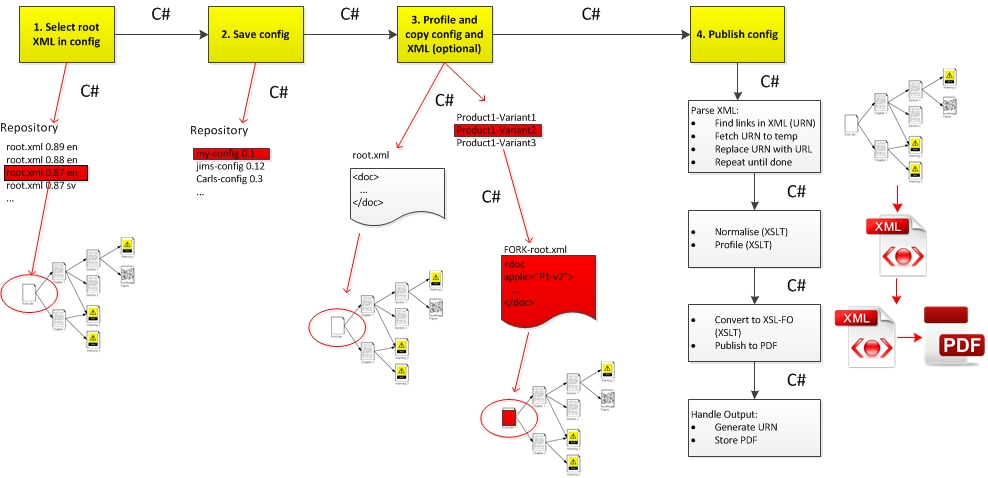 C#
C#
C#
1. Select root
XML in config
2. Save config
3. Profile and
copy config and
XML (optional)
4. Publish config
C#
Repository
root.xml 0.89 en
root.xml 0.88 en
root.xml 0.87 en
root.xml 0.87 sv
...
C#
Repository
my-config 0.1
jims-config 0.12
Carls-config 0.3
...
C#
Product1-Variant1
Product1-Variant2
Product1-Variant3
root.xml
<doc>
...
</doc>
C#
FORK-root.xml
<doc
applic="P1-v2">
...
</doc>
C#
Parse XML:
• Find links in XML (URN)
• Fetch URN to temp
• Replace URN with URL
• Repeat until done
C#
• Normalise (XSLT)
• Profile (XSLT)
C#
• Convert to XSL-FO
(XSLT)
• Publish to PDF
C#
Handle Output:
• Generate URN
• Store PDF
XML
XML
PDF